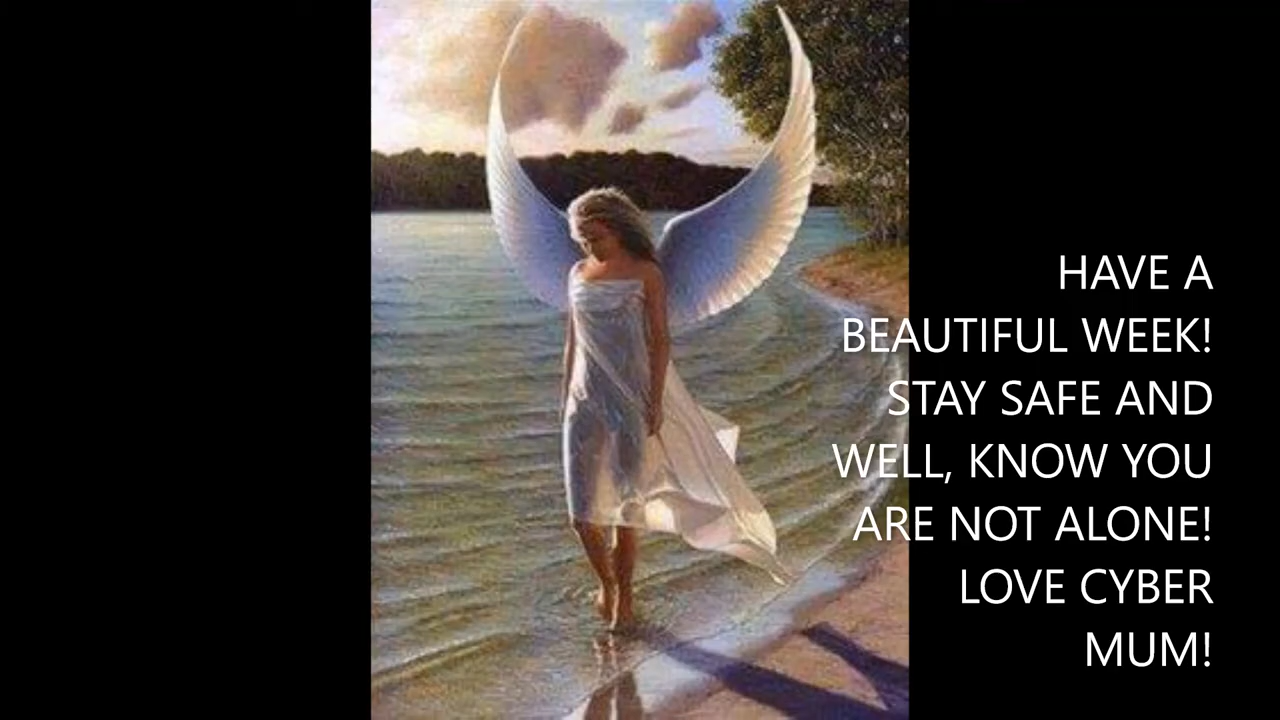 HAVE A
BEAUTIFUL WEEK!
STAY SAFE AND
WELL, KNOW YOU
ARE NOT ALONE!
LOVE CYBER
MUM!